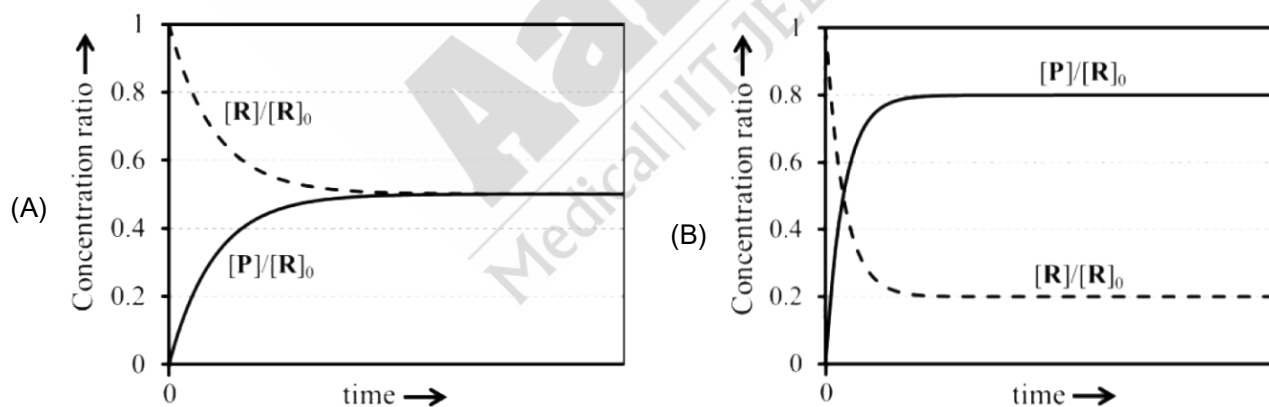 (A)
Concentration ratio
1
0.8
0.6
0.4
0.2
0
[R]/[R]₀
[P]/[R]₀
0
time
(B)
Concentration ratio
1
0.8
0.6
0.4
0.2
0
[P]/[R]₀
[R]/[R]₀
0
time
Medical|IIT-JEE